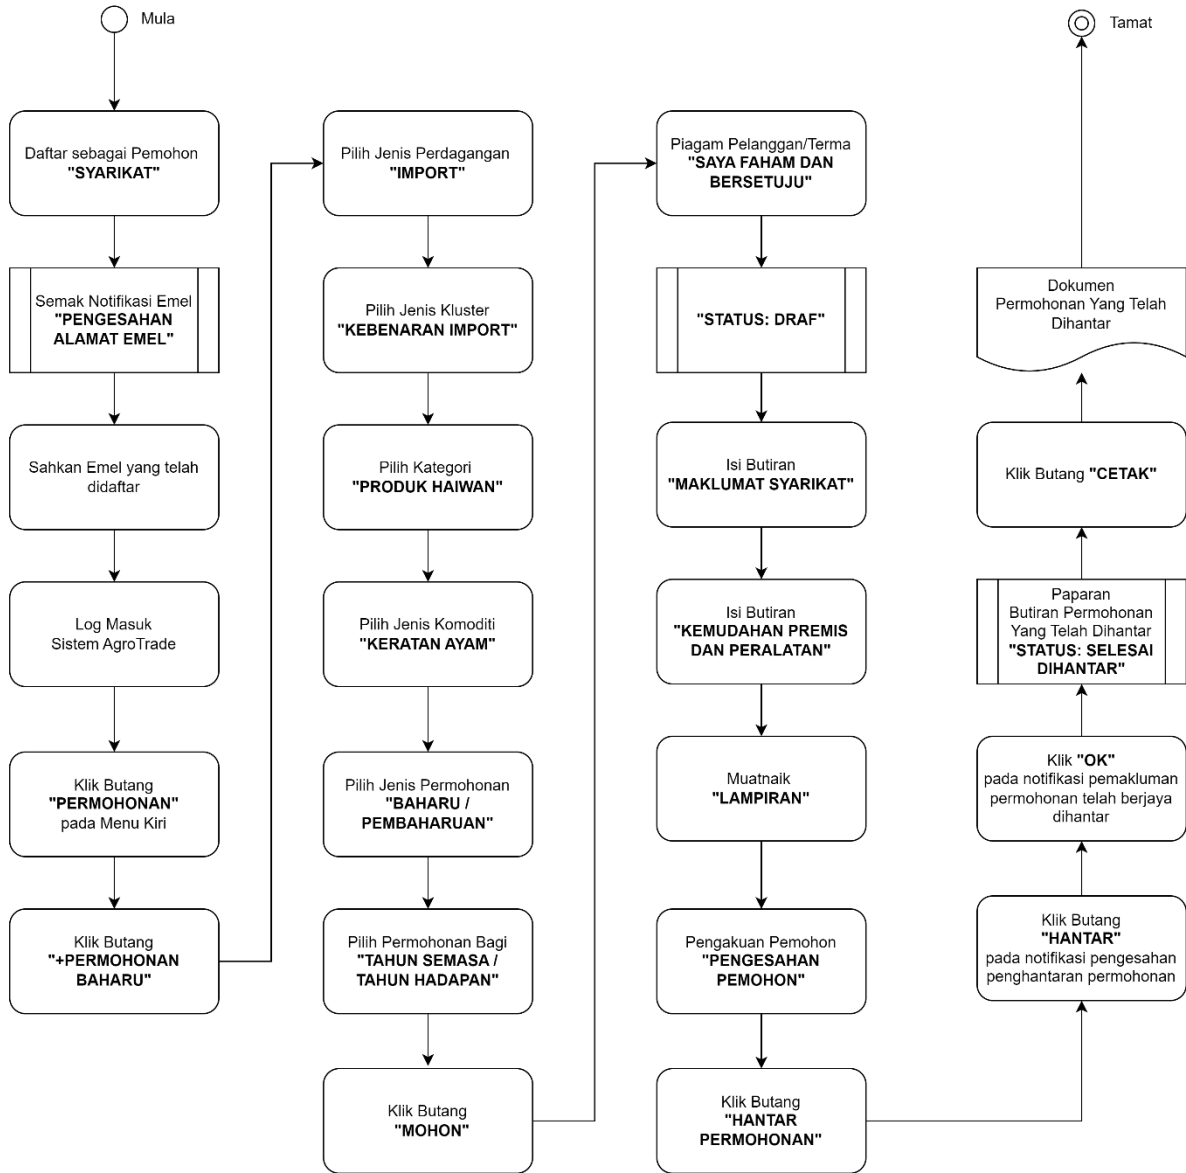 Mula
Daftar sebagai Pemohon
"SYARIKAT"
Semak Notifikasi Emel
"PENGESAHAN
ALAMAT EMEL"
Sahkan Emel yang telah
didaftar
Log Masuk
Sistem AgroTrade
Klik Butang
"PERMOHONAN"
pada Menu Kiri
Klik Butang
"+PERMOHONAN
BAHARU"
Pilih Jenis Perdagangan
"IMPORT"
Pilih Jenis Kluster
"KEBENARAN IMPORT"
Pilih Kategori
"PRODUK HAIWAN"
Pilih Jenis Komoditi
"KERATAN AYAM"
Pilih Jenis Permohonan
"BAHARU /
PEMBAHARUAN"
Pilih Permohonan Bagi
"TAHUN SEMASA /
TAHUN HADAPAN"
Klik Butang
"MOHON"
Piagam Pelanggan/Terma
"SAYA FAHAM DAN
BERSETUJU"
"STATUS: DRAF"
Isi Butiran
"MAKLUMAT SYARIKAT"
Isi Butiran
"KEMUDAHAN PREMIS
DAN PERALATAN"
Muatnaik
"LAMPIRAN"
Pengakuan Pemohon
"PENGESAHAN
PEMOHON"
Klik Butang
"HANTAR
PERMOHONAN"
Klik Butang
"HANTAR"
pada notifikasi pengesahan
penghantaran permohonan
Klik "OK"
pada notifikasi pemakluman
permohonan telah berjaya
dihantar
Paparan
Butiran Permohonan
Yang Telah Dihantar
"STATUS: SELESAI
DIHANTAR"
Klik Butang "CETAK"
Dokumen
Permohonan Yang Telah
Dihantar
Tamat